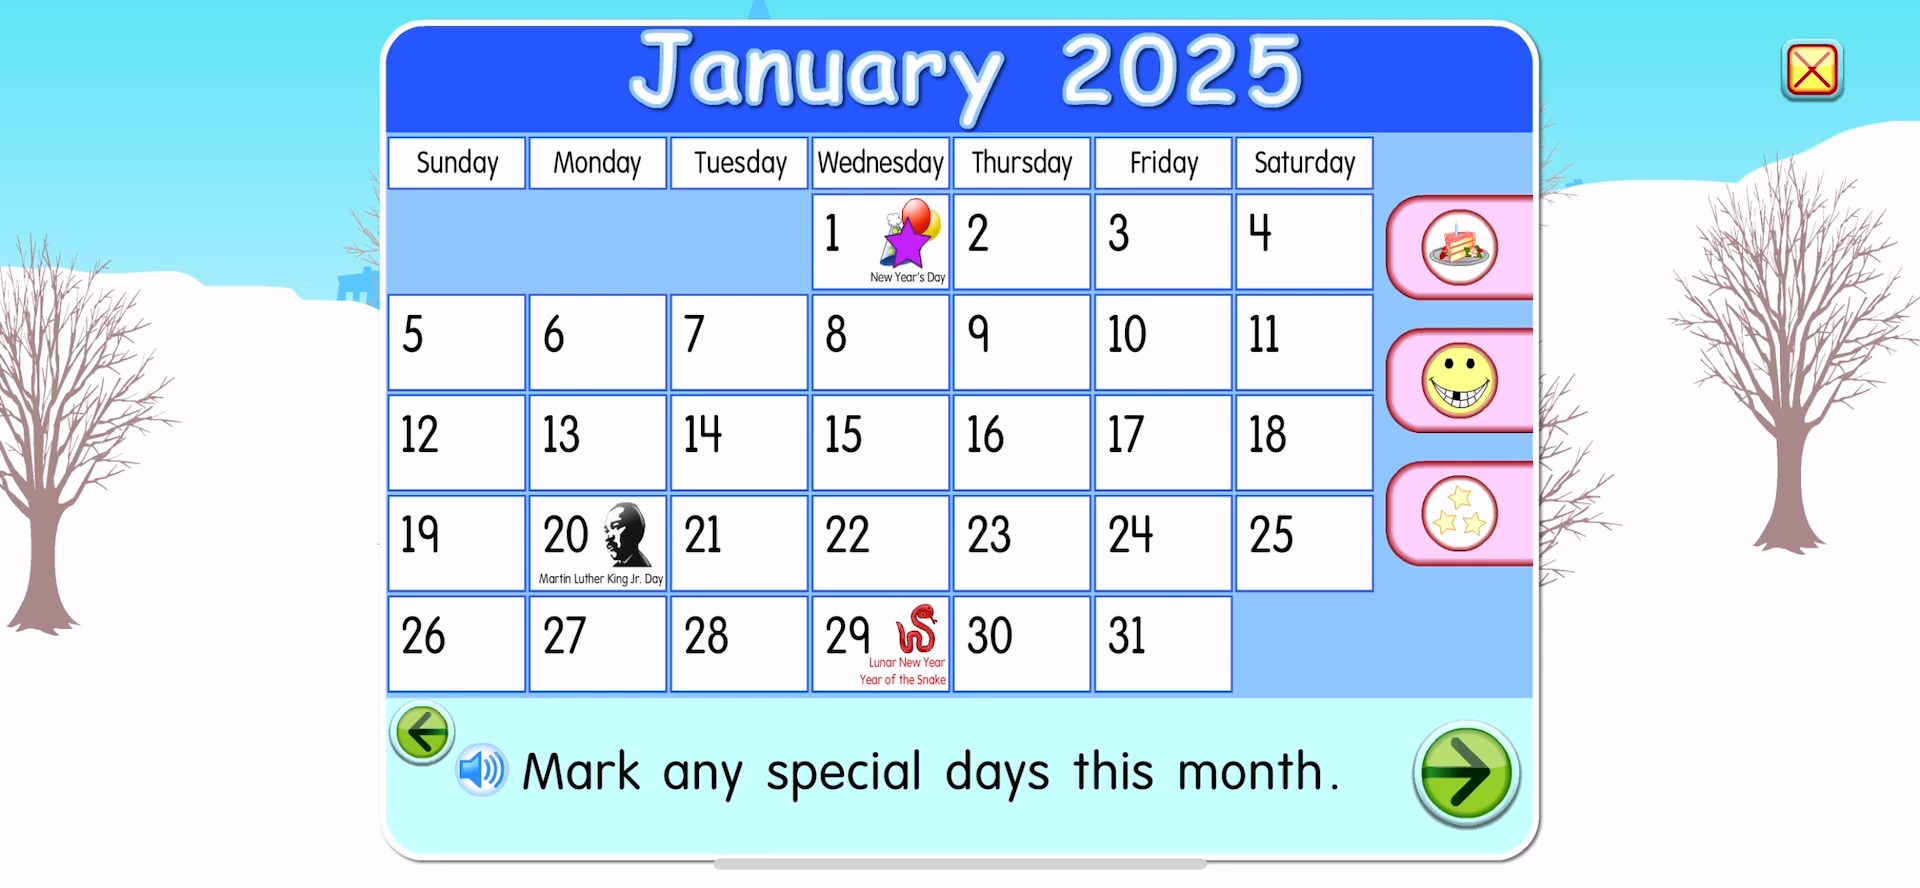 January 2025
Sunday Monday Tuesday Wednesday Thursday Friday Saturday
1 2 3 4
New Year's Day
5 6 7 8 9 10 11
12 13 14 15 16 17 18
19 20 21 22 23 24 25
Martin Luther King Jr. Day
26 27 28 29 30 31
Lunar New Year
Year of the Snake
Mark any special days this month.